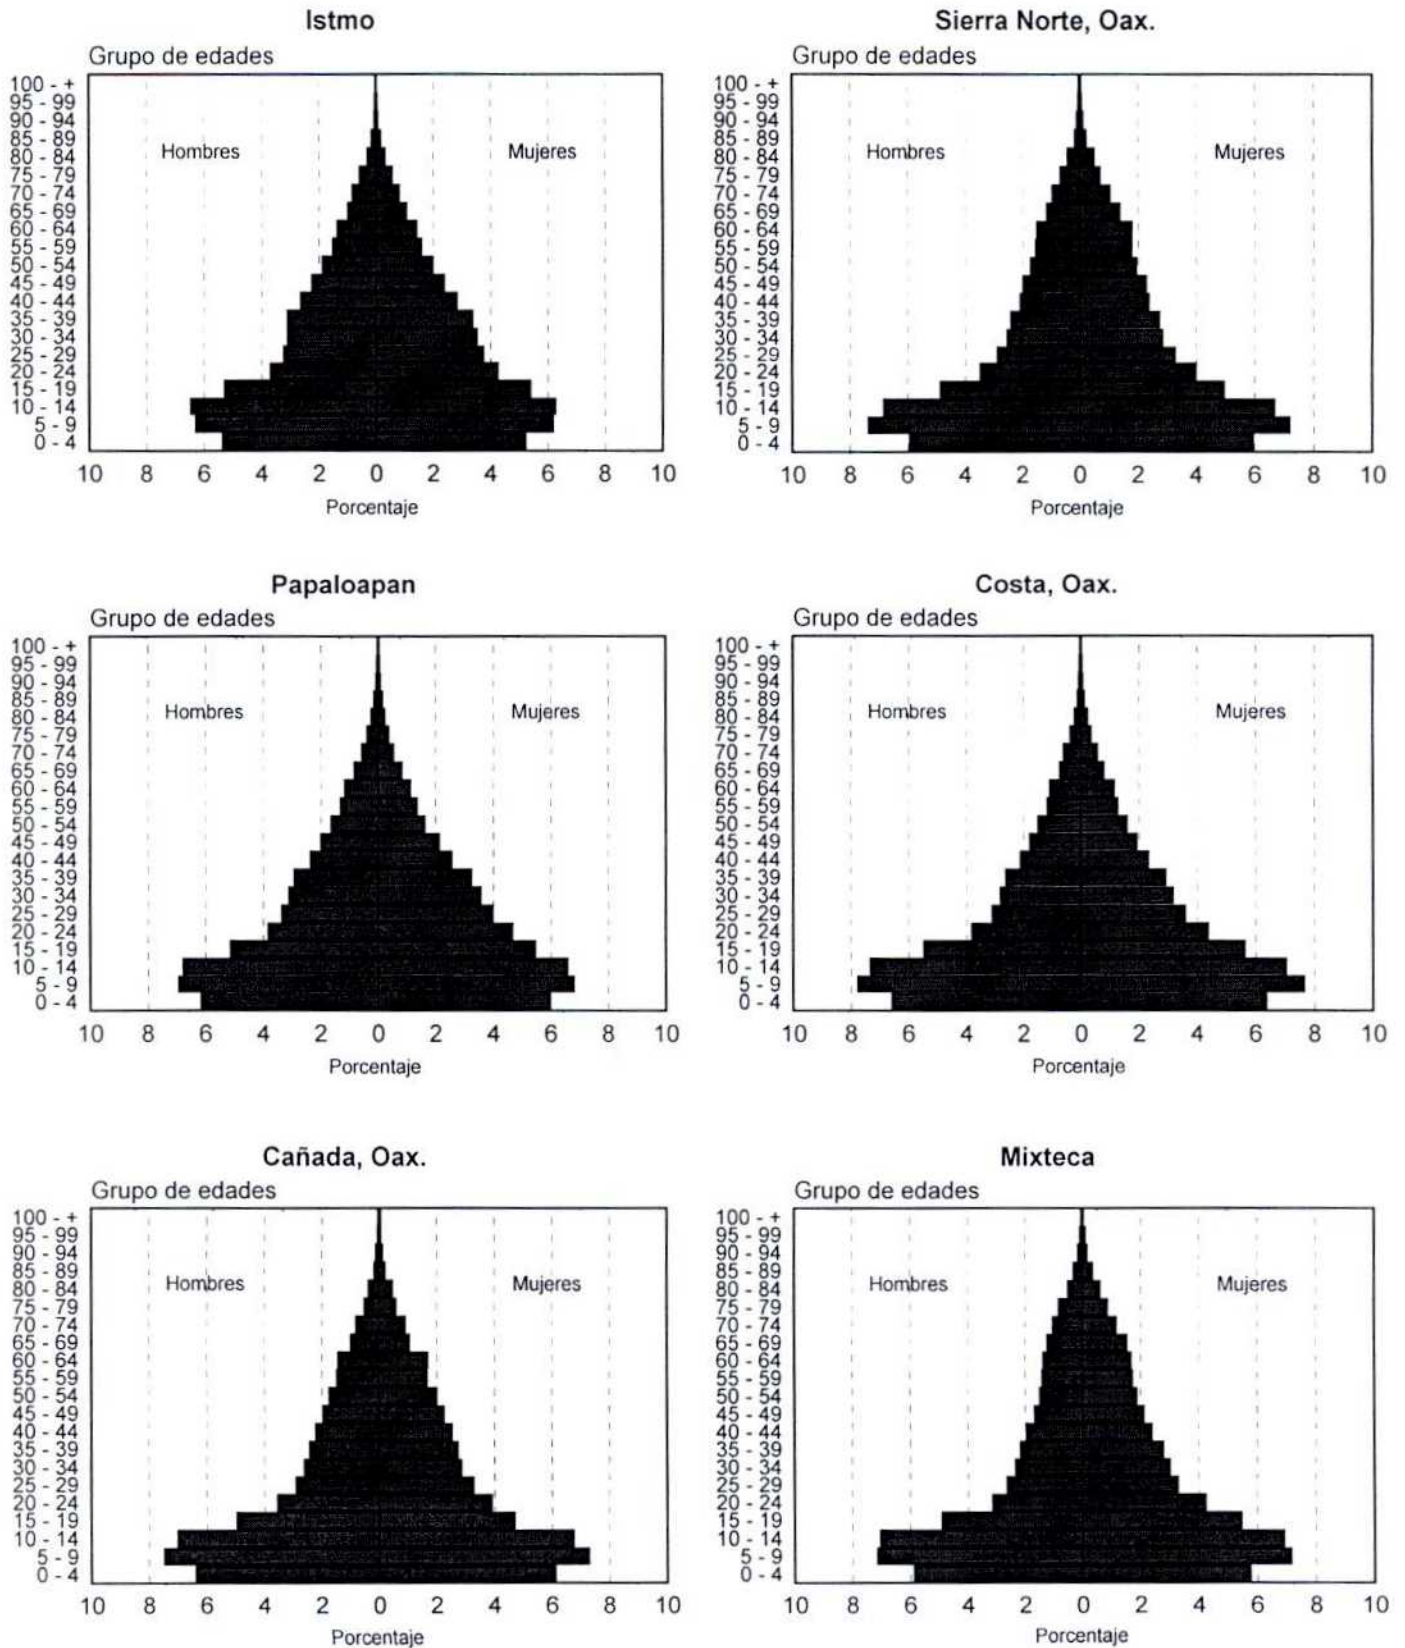 Istmo
Grupo de edades
100 - +
95 - 99
90 - 94
85 - 89
80 - 84
75 - 79
70 - 74
65 - 69
60 - 64
55 - 59
50 - 54
45 - 49
40 - 44
35 - 39
30 - 34
25 - 29
20 - 24
15 - 19
10 - 14
5 - 9
0 - 4
Hombres
Mujeres
10 8 6 4 2 0 2 4 6 8 10
Porcentaje
Sierra Norte, Oax.
Grupo de edades
100 - +
95 - 99
90 - 94
85 - 89
80 - 84
75 - 79
70 - 74
65 - 69
60 - 64
55 - 59
50 - 54
45 - 49
40 - 44
35 - 39
30 - 34
25 - 29
20 - 24
15 - 19
10 - 14
5 - 9
0 - 4
Hombres
Mujeres
10 8 6 4 2 0 2 4 6 8 10
Porcentaje
Papaloapan
Grupo de edades
100 - +
95 - 99
90 - 94
85 - 89
80 - 84
75 - 79
70 - 74
65 - 69
60 - 64
55 - 59
50 - 54
45 - 49
40 - 44
35 - 39
30 - 34
25 - 29
20 - 24
15 - 19
10 - 14
5 - 9
0 - 4
Hombres
Mujeres
10 8 6 4 2 0 2 4 6 8 10
Porcentaje
Costa, Oax.
Grupo de edades
100 - +
95 - 99
90 - 94
85 - 89
80 - 84
75 - 79
70 - 74
65 - 69
60 - 64
55 - 59
50 - 54
45 - 49
40 - 44
35 - 39
30 - 34
25 - 29
20 - 24
15 - 19
10 - 14
5 - 9
0 - 4
Hombres
Mujeres
10 8 6 4 2 0 2 4 6 8 10
Porcentaje
Cañada, Oax.
Grupo de edades
100 - +
95 - 99
90 - 94
85 - 89
80 - 84
75 - 79
70 - 74
65 - 69
60 - 64
55 - 59
50 - 54
45 - 49
40 - 44
35 - 39
30 - 34
25 - 29
20 - 24
15 - 19
10 - 14
5 - 9
0 - 4
Hombres
Mujeres
10 8 6 4 2 0 2 4 6 8 10
Porcentaje
Mixteca
Grupo de edades
100 - +
95 - 99
90 - 94
85 - 89
80 - 84
75 - 79
70 - 74
65 - 69
60 - 64
55 - 59
50 - 54
45 - 49
40 - 44
35 - 39
30 - 34
25 - 29
20 - 24
15 - 19
10 - 14
5 - 9
0 - 4
Hombres
Mujeres
10 8 6 4 2 0 2 4 6 8 10
Porcentaje